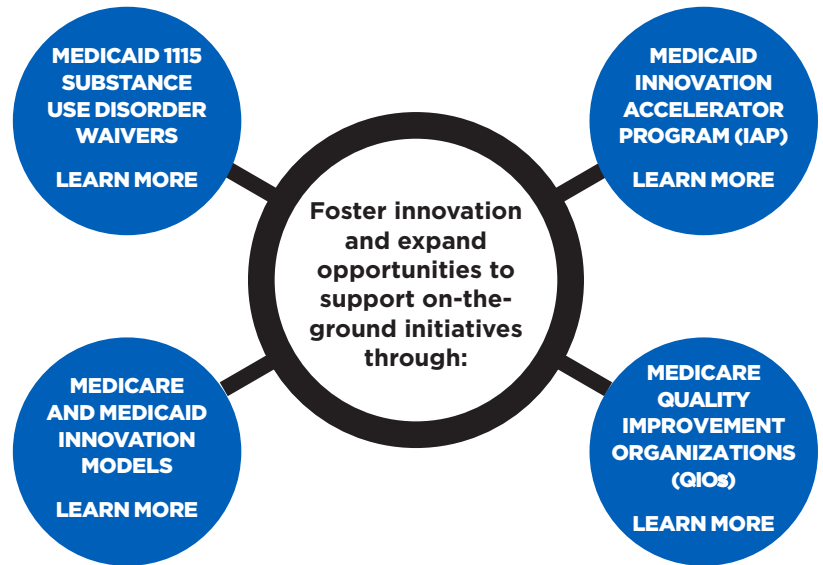 MEDICAID 1115
SUBSTANCE
USE DISORDER
WAIVERS
LEARN MORE
MEDICAID
INNOVATION
ACCELERATOR
PROGRAM (IAP)
LEARN MORE
Foster innovation
and expand
opportunities to
support on-the-
ground initiatives
through:
MEDICARE
AND MEDICAID
INNOVATION
MODELS
LEARN MORE
MEDICARE
QUALITY
IMPROVEMENT
ORGANIZATIONS
(QIOs)
LEARN MORE